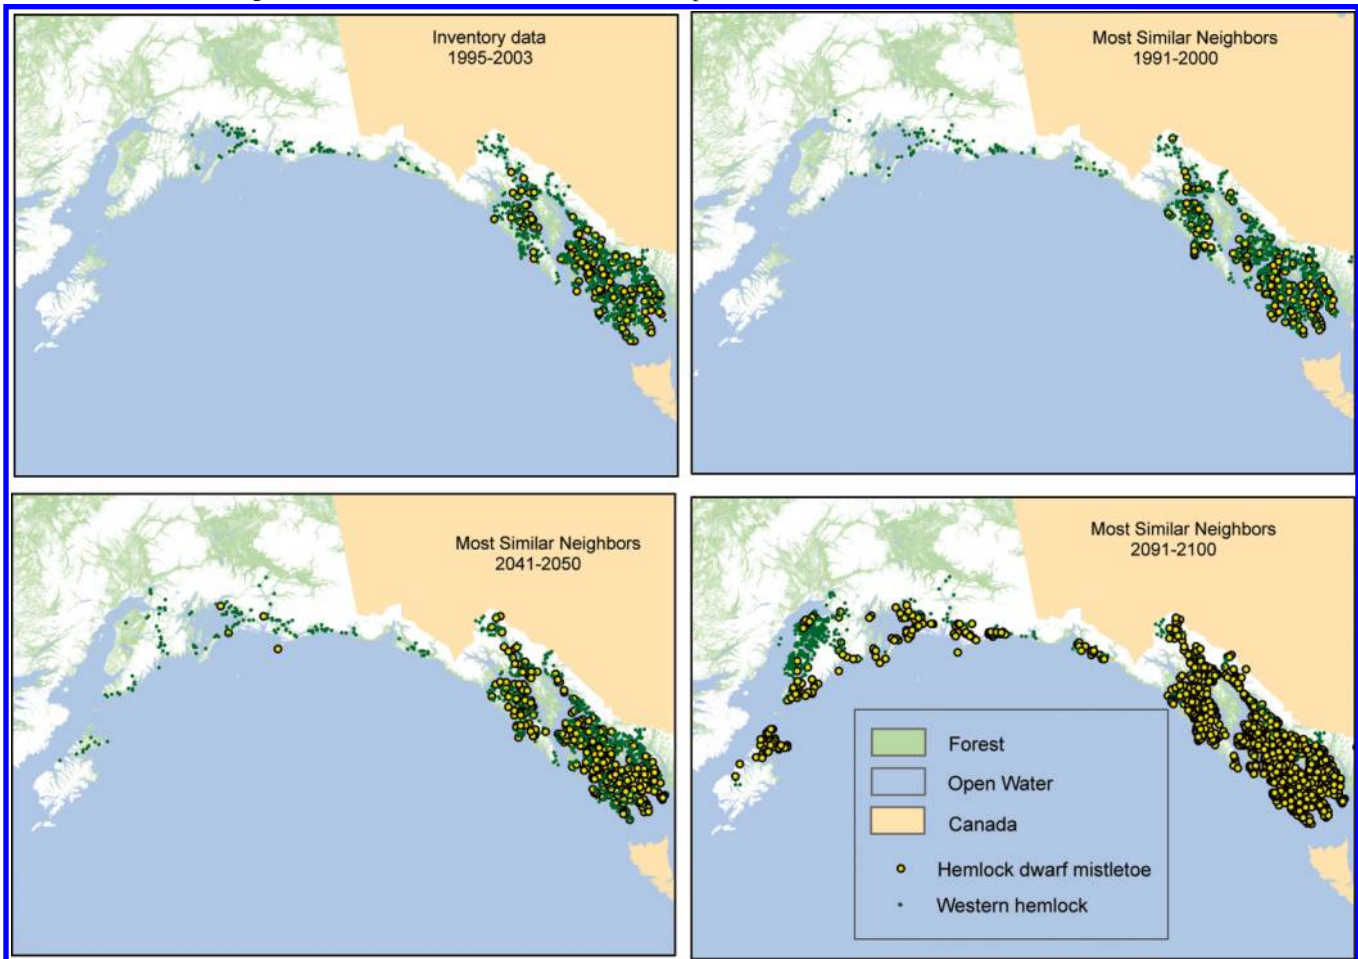 Inventory data
1995-2003
Most Similar Neighbors
1991-2000
Most Similar Neighbors
2041-2050
Most Similar Neighbors
2091-2100
Forest
Open Water
Canada
Hemlock dwarf mistletoe
Western hemlock